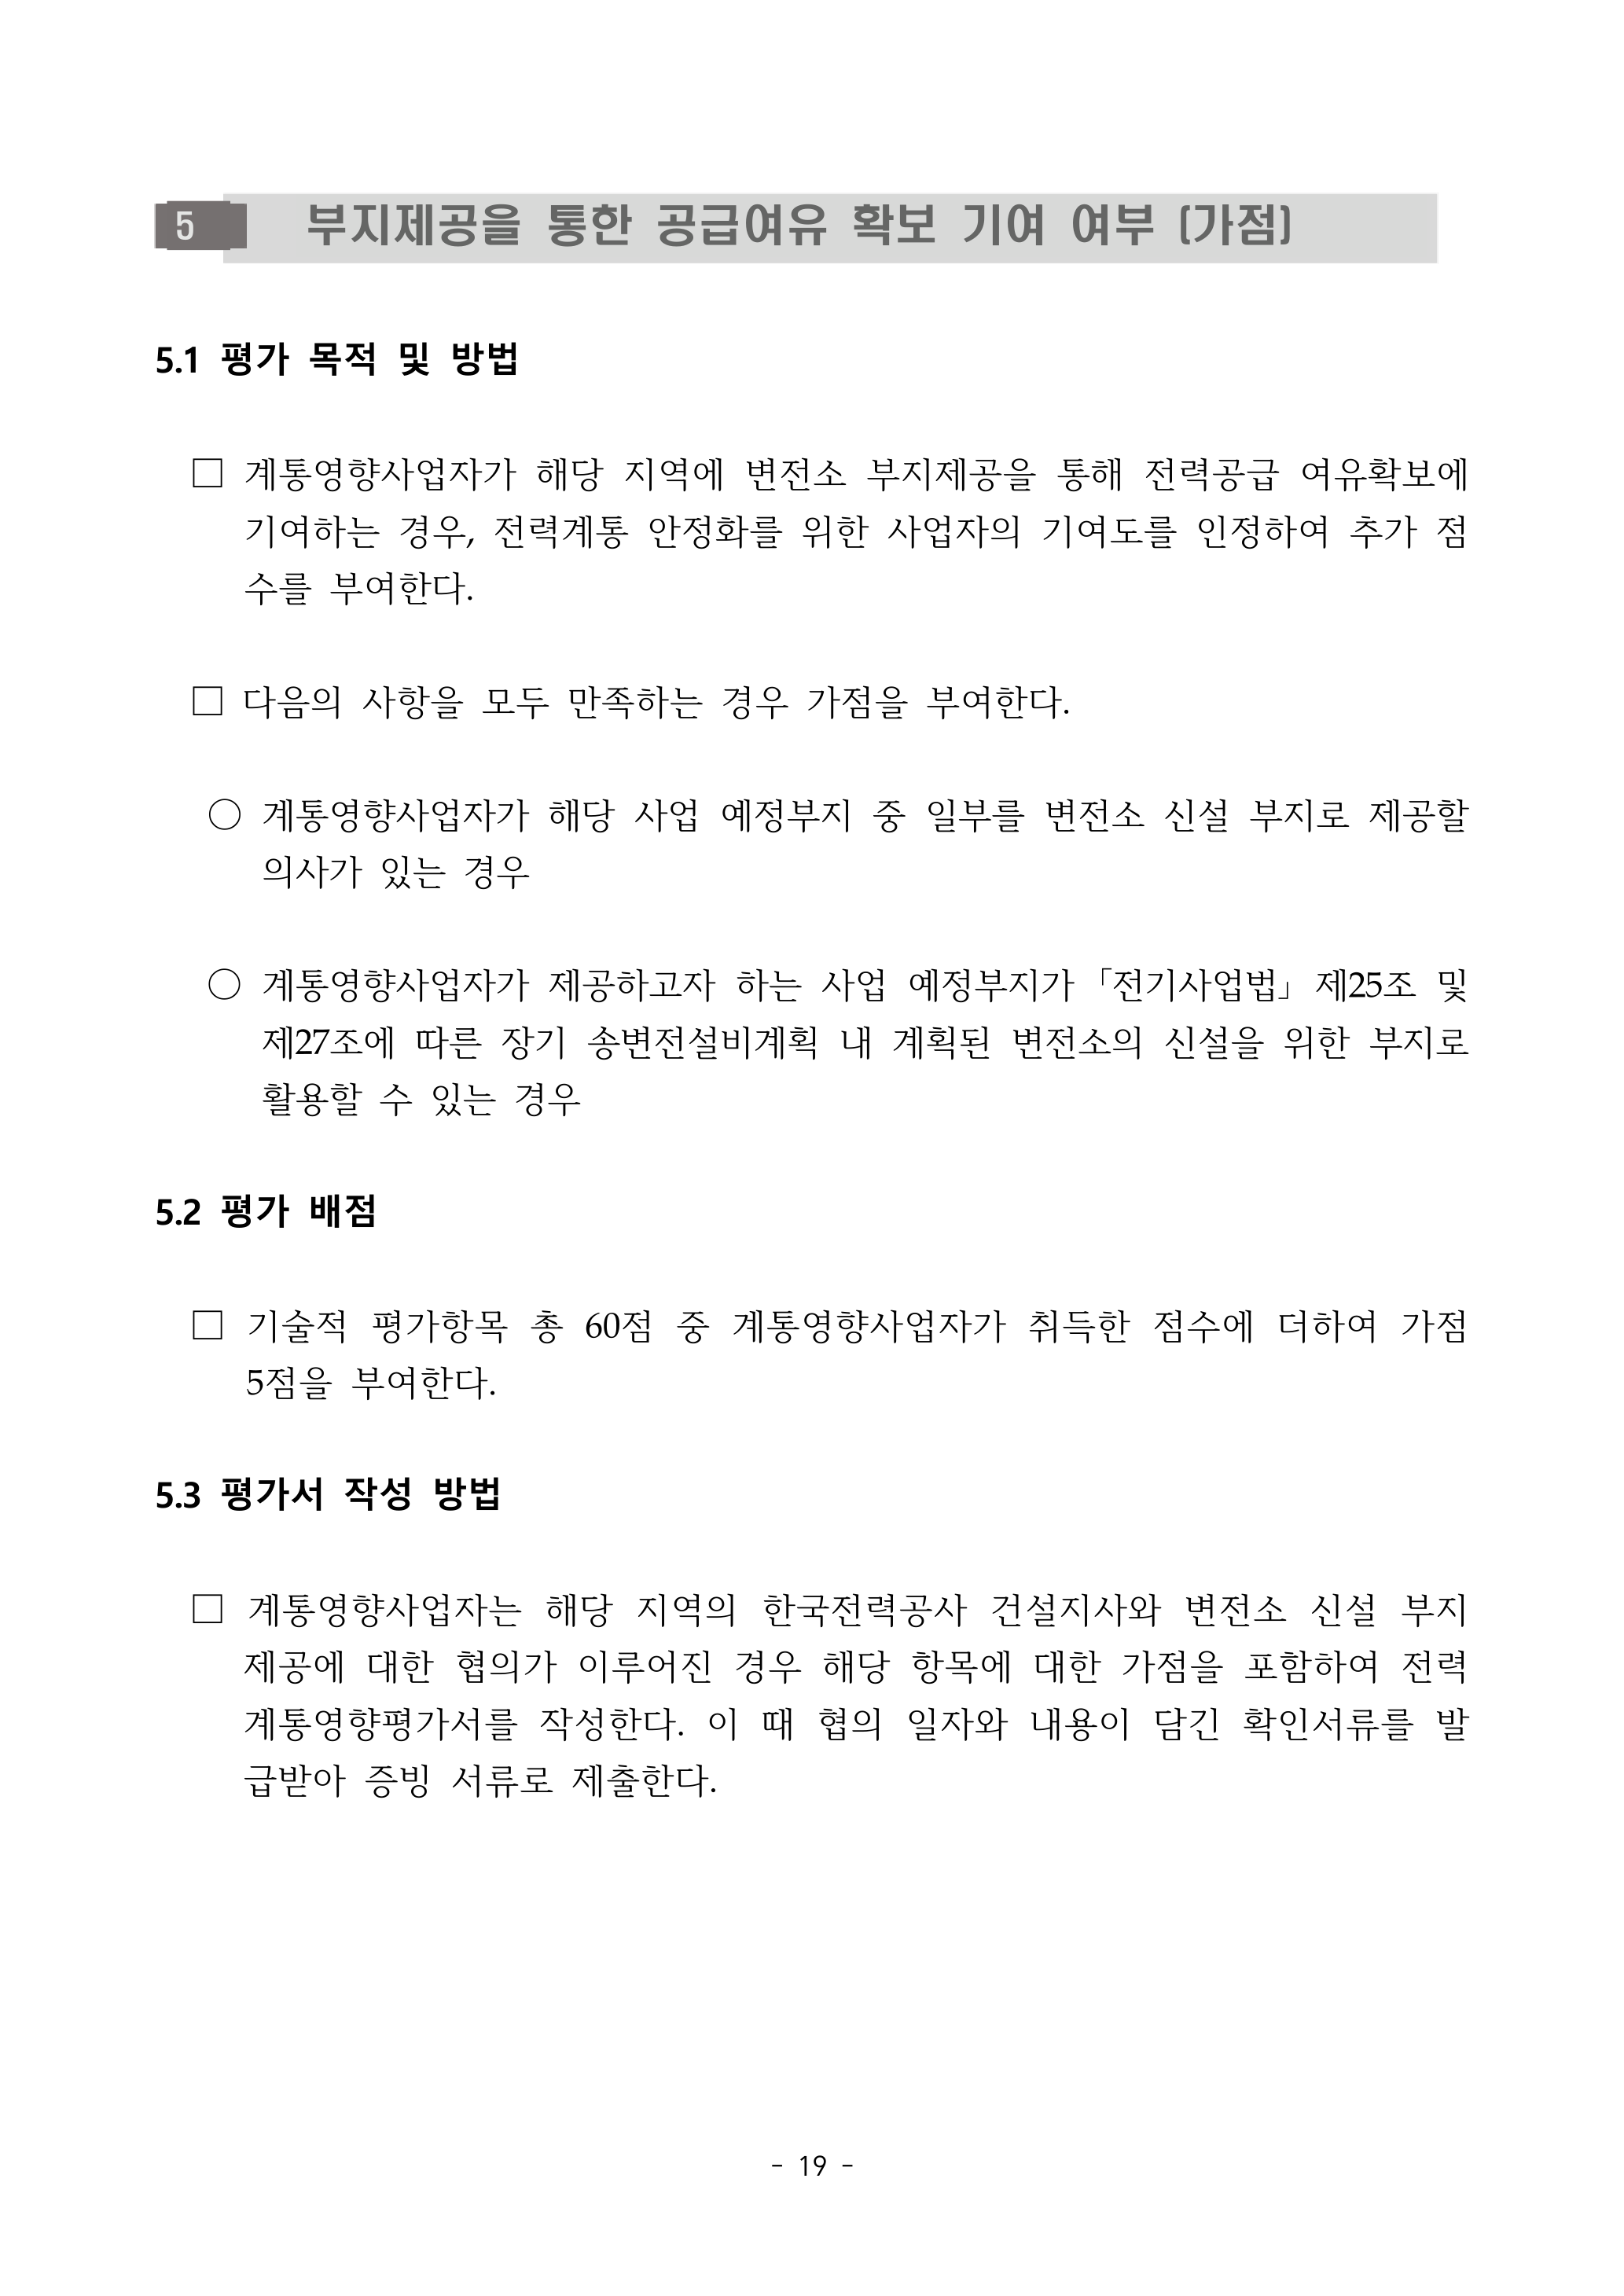 5 부지제공을 통한 공급여유 확보 기여 여부 (가점)
5.1 평가 목적 및 방법
□ 계통영향사업자가 해당 지역에 변전소 부지제공을 통해 전력공급 여유확보에
기여하는 경우, 전력계통 안정화를 위한 사업자의 기여도를 인정하여 추가 점
수를 부여한다.
□ 다음의 사항을 모두 만족하는 경우 가점을 부여한다.
○ 계통영향사업자가 해당 사업 예정부지 중 일부를 변전소 신설 부지로 제공할
의사가 있는 경우
○ 계통영향사업자가 제공하고자 하는 사업 예정부지가 「전기사업법」 제25조 및
제27조에 따른 장기 송변전설비계획 내 계획된 변전소의 신설을 위한 부지로
활용할 수 있는 경우
5.2 평가 배점
□ 기술적 평가항목 총 60점 중 계통영향사업자가 취득한 점수에 더하여 가점
5점을 부여한다.
5.3 평가서 작성 방법
□ 계통영향사업자는 해당 지역의 한국전력공사 건설지사와 변전소 신설 부지
제공에 대한 협의가 이루어진 경우 해당 항목에 대한 가점을 포함하여 전력
계통영향평가서를 작성한다. 이 때 협의 일자와 내용이 담긴 확인서류를 발
급받아 증빙 서류로 제출한다.
- 19 -